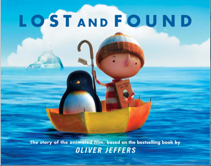 LOST AND FOUND
The story of the animated film, based on the bestselling book by
OLIVER JEFFERS